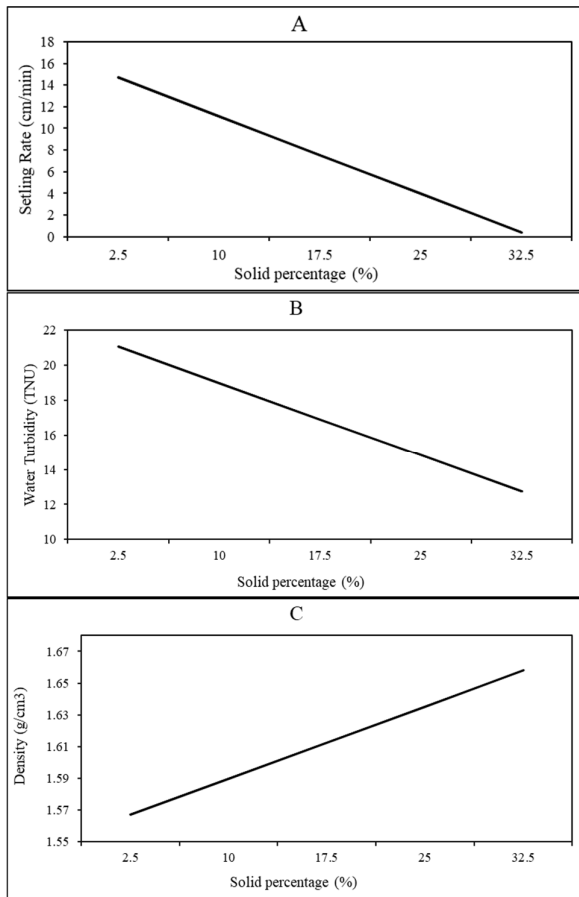 A
Setling Rate (cm/min)
18
16
14
12
10
8
6
4
2
0
2.5 10 17.5 25 32.5
Solid percentage (%)
B
Water Turbidity (TNU)
22
20
18
16
14
12
10
2.5 10 17.5 25 32.5
Solid percentage (%)
C
Density (g/cm3)
1.67
1.65
1.63
1.61
1.59
1.57
1.55
2.5 10 17.5 25 32.5
Solid percentage (%)